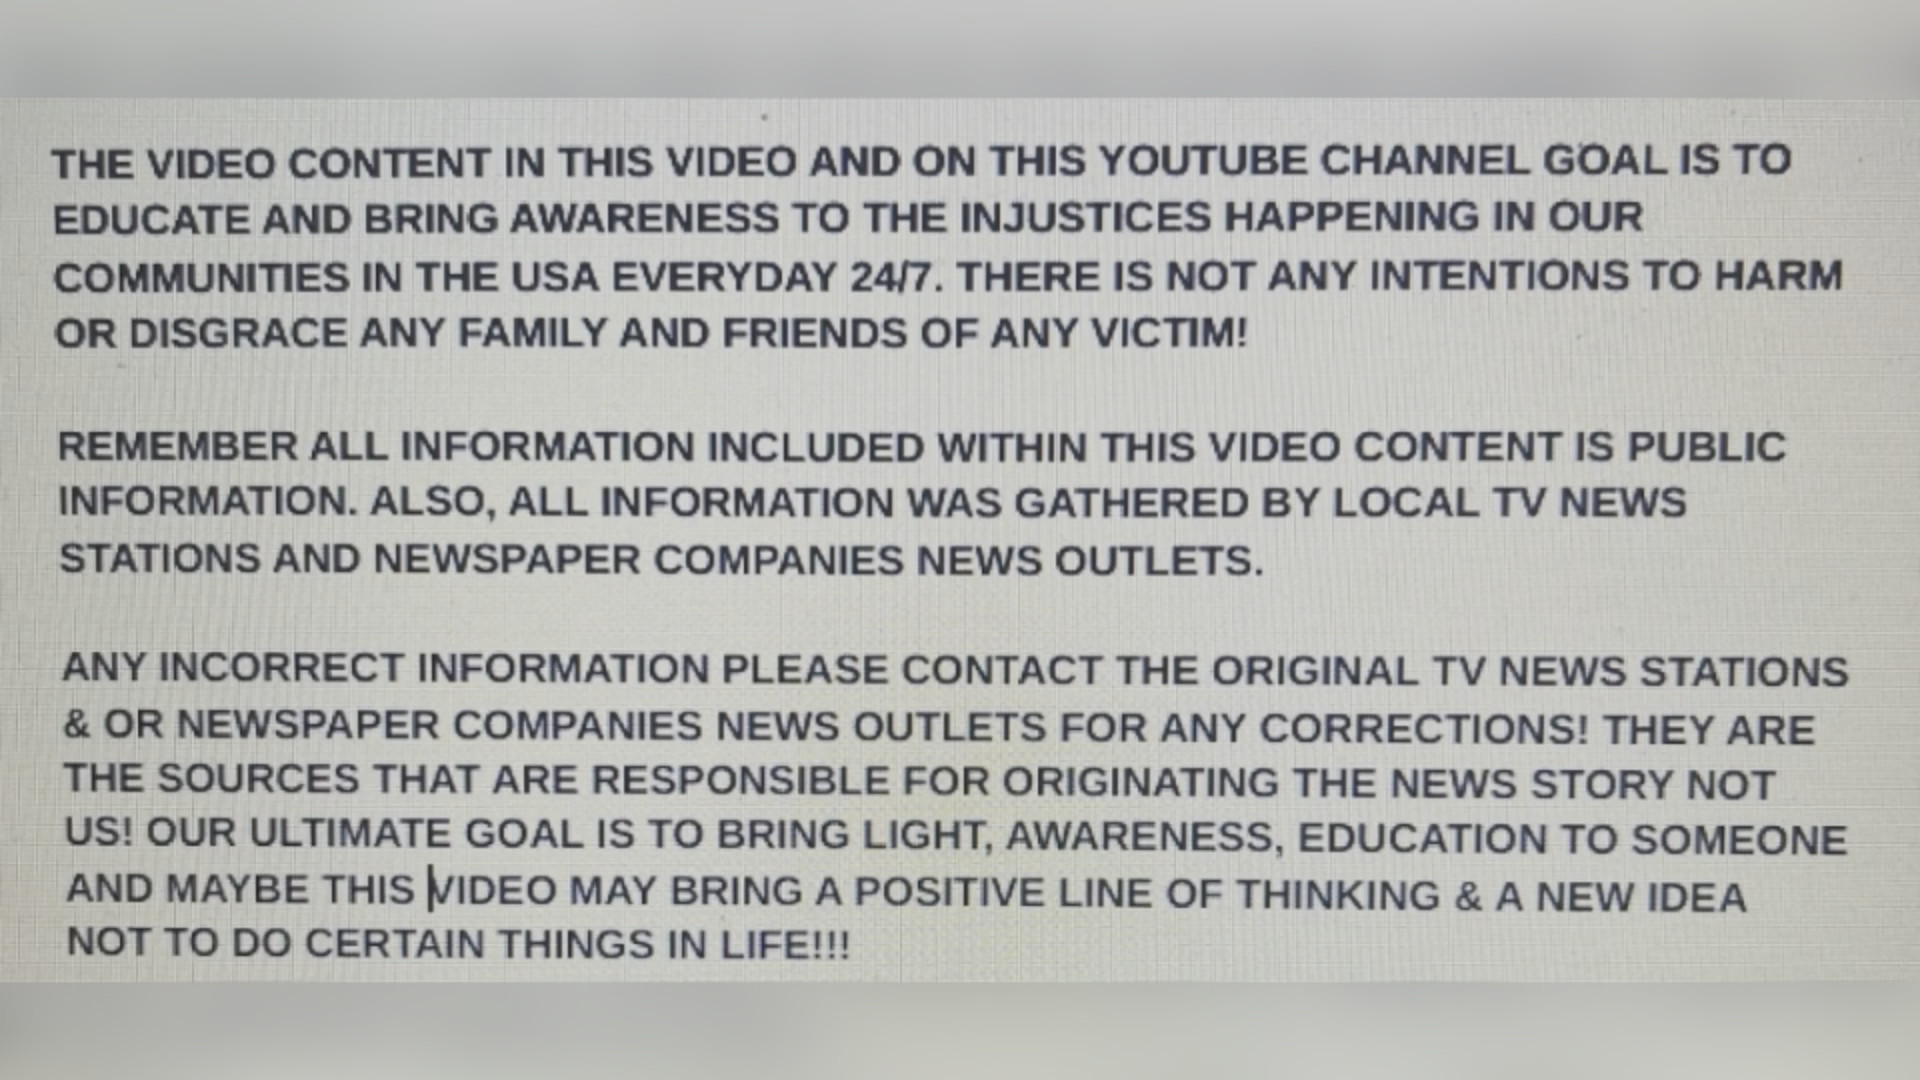 THE VIDEO CONTENT IN THIS VIDEO AND ON THIS YOUTUBE CHANNEL GOAL IS TO
EDUCATE AND BRING AWARENESS TO THE INJUSTICES HAPPENING IN OUR
COMMUNITIES IN THE USA EVERYDAY 24/7. THERE IS NOT ANY INTENTIONS TO HARM
OR DISGRACE ANY FAMILY AND FRIENDS OF ANY VICTIM!
REMEMBER ALL INFORMATION INCLUDED WITHIN THIS VIDEO CONTENT IS PUBLIC
INFORMATION. ALSO, ALL INFORMATION WAS GATHERED BY LOCAL TV NEWS
STATIONS AND NEWSPAPER COMPANIES NEWS OUTLETS.
ANY INCORRECT INFORMATION PLEASE CONTACT THE ORIGINAL TV NEWS STATIONS
& OR NEWSPAPER COMPANIES NEWS OUTLETS FOR ANY CORRECTIONS! THEY ARE
THE SOURCES THAT ARE RESPONSIBLE FOR ORIGINATING THE NEWS STORY NOT
US! OUR ULTIMATE GOAL IS TO BRING LIGHT, AWARENESS, EDUCATION TO SOMEONE
AND MAYBE THIS VIDEO MAY BRING A POSITIVE LINE OF THINKING & A NEW IDEA
NOT TO DO CERTAIN THINGS IN LIFE!!!